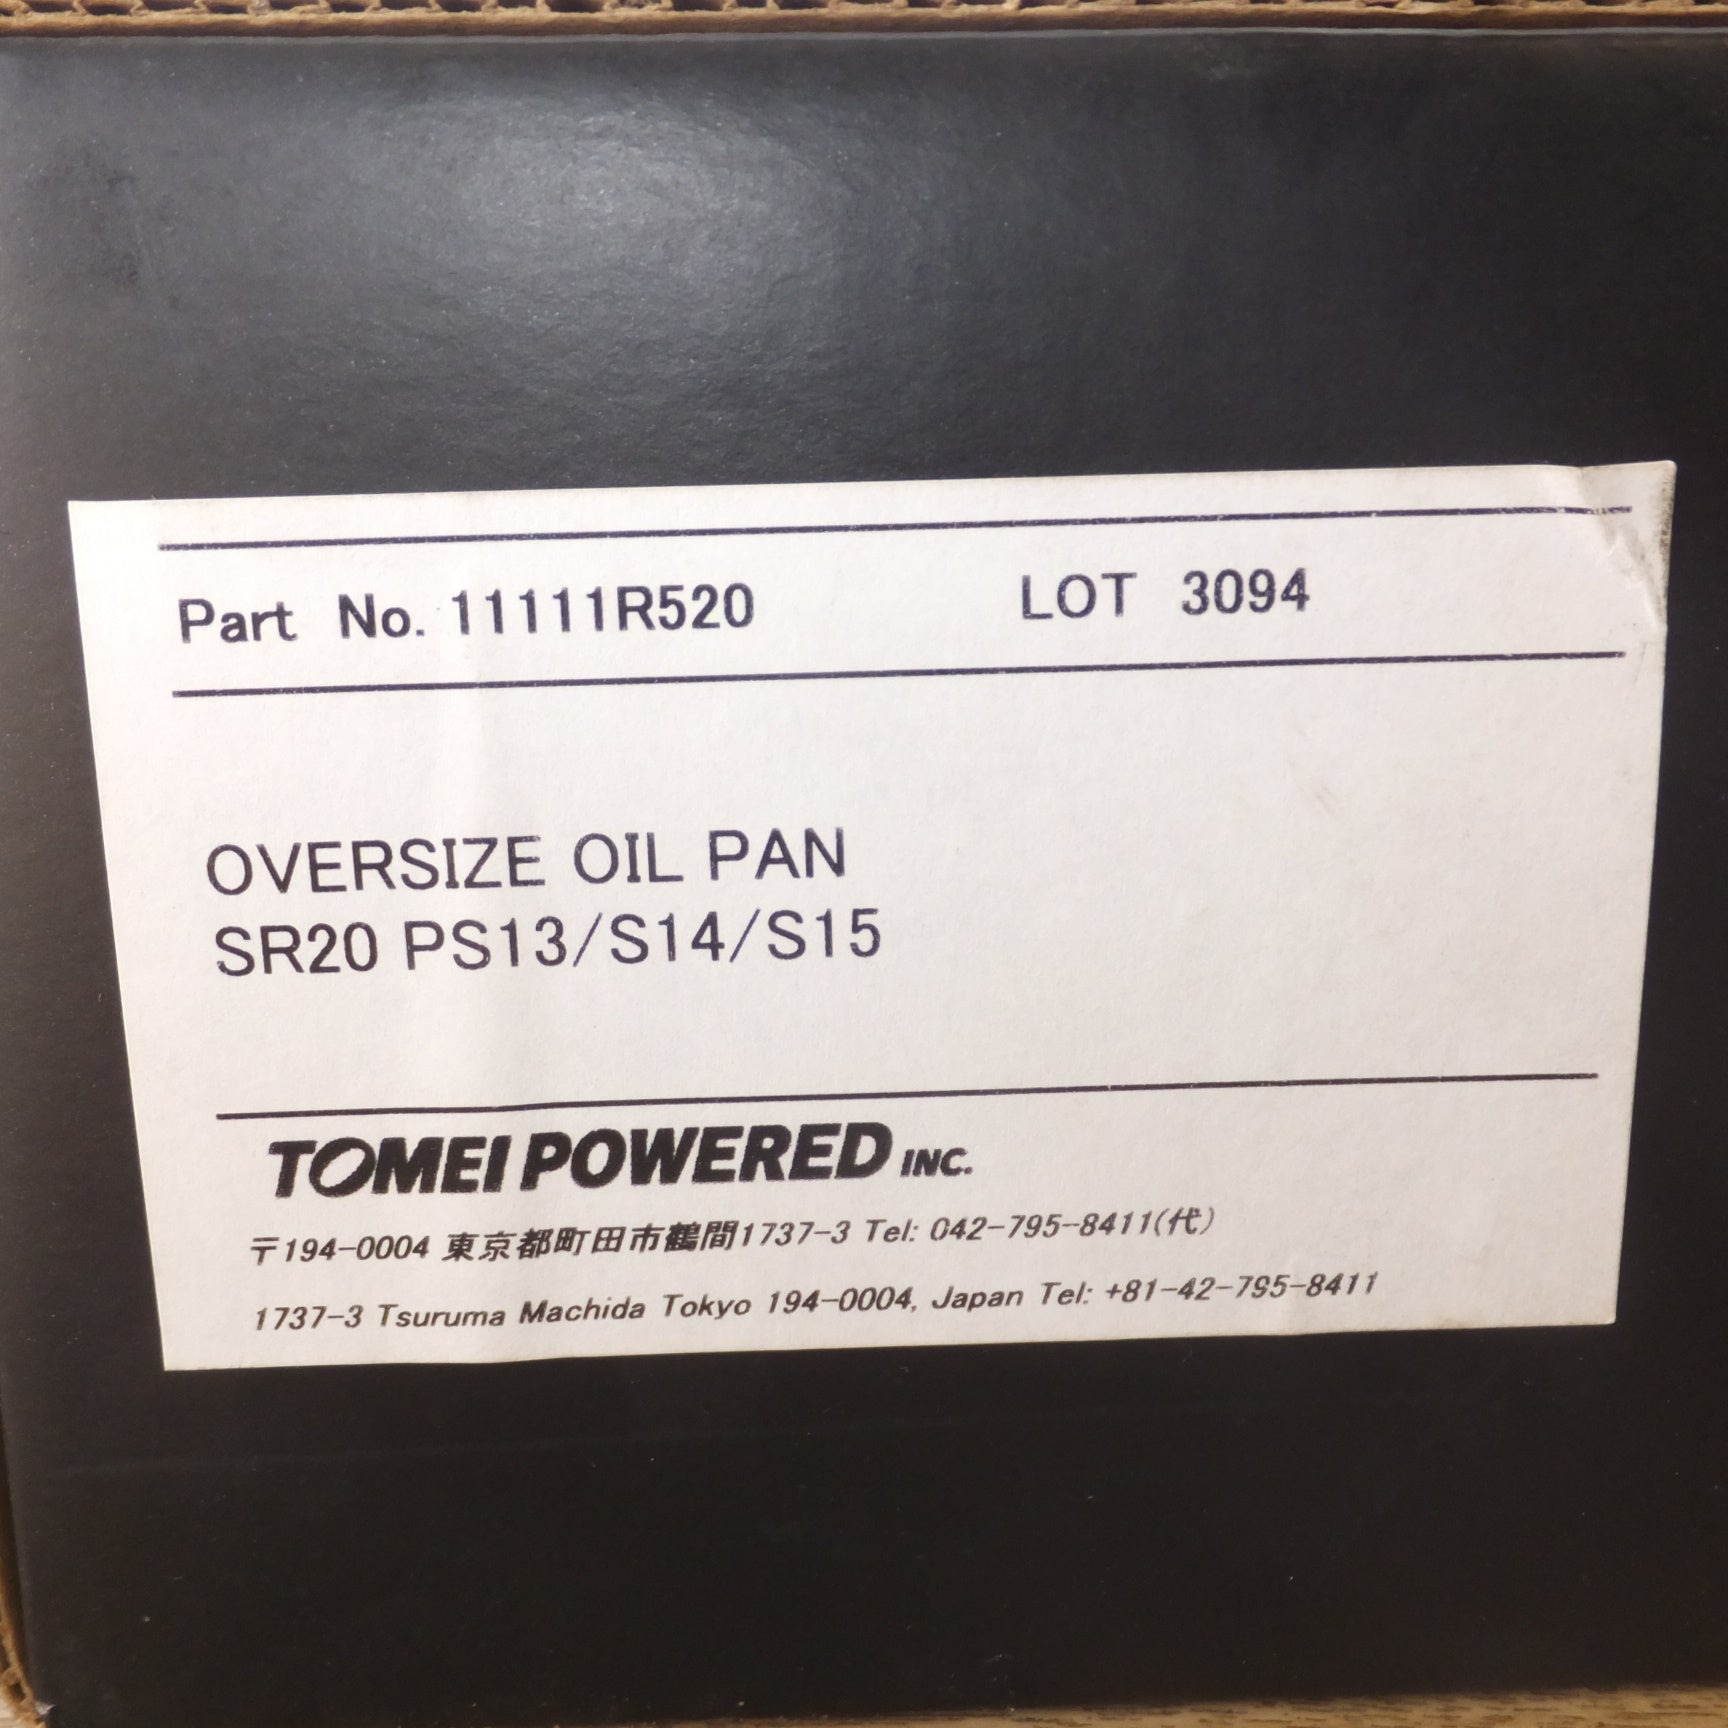 Part No. 11111R520 LOT 3094
OVERSIZE OIL PAN
SR20 PS13/S14/S15
TOMEI POWERED INC.
〒194-0004 東京都町田市鶴間1737-3 Tel: 042-795-8411(代)
1737-3 Tsuruma Machida Tokyo 194-0004, Japan Tel: +81-42-795-8411